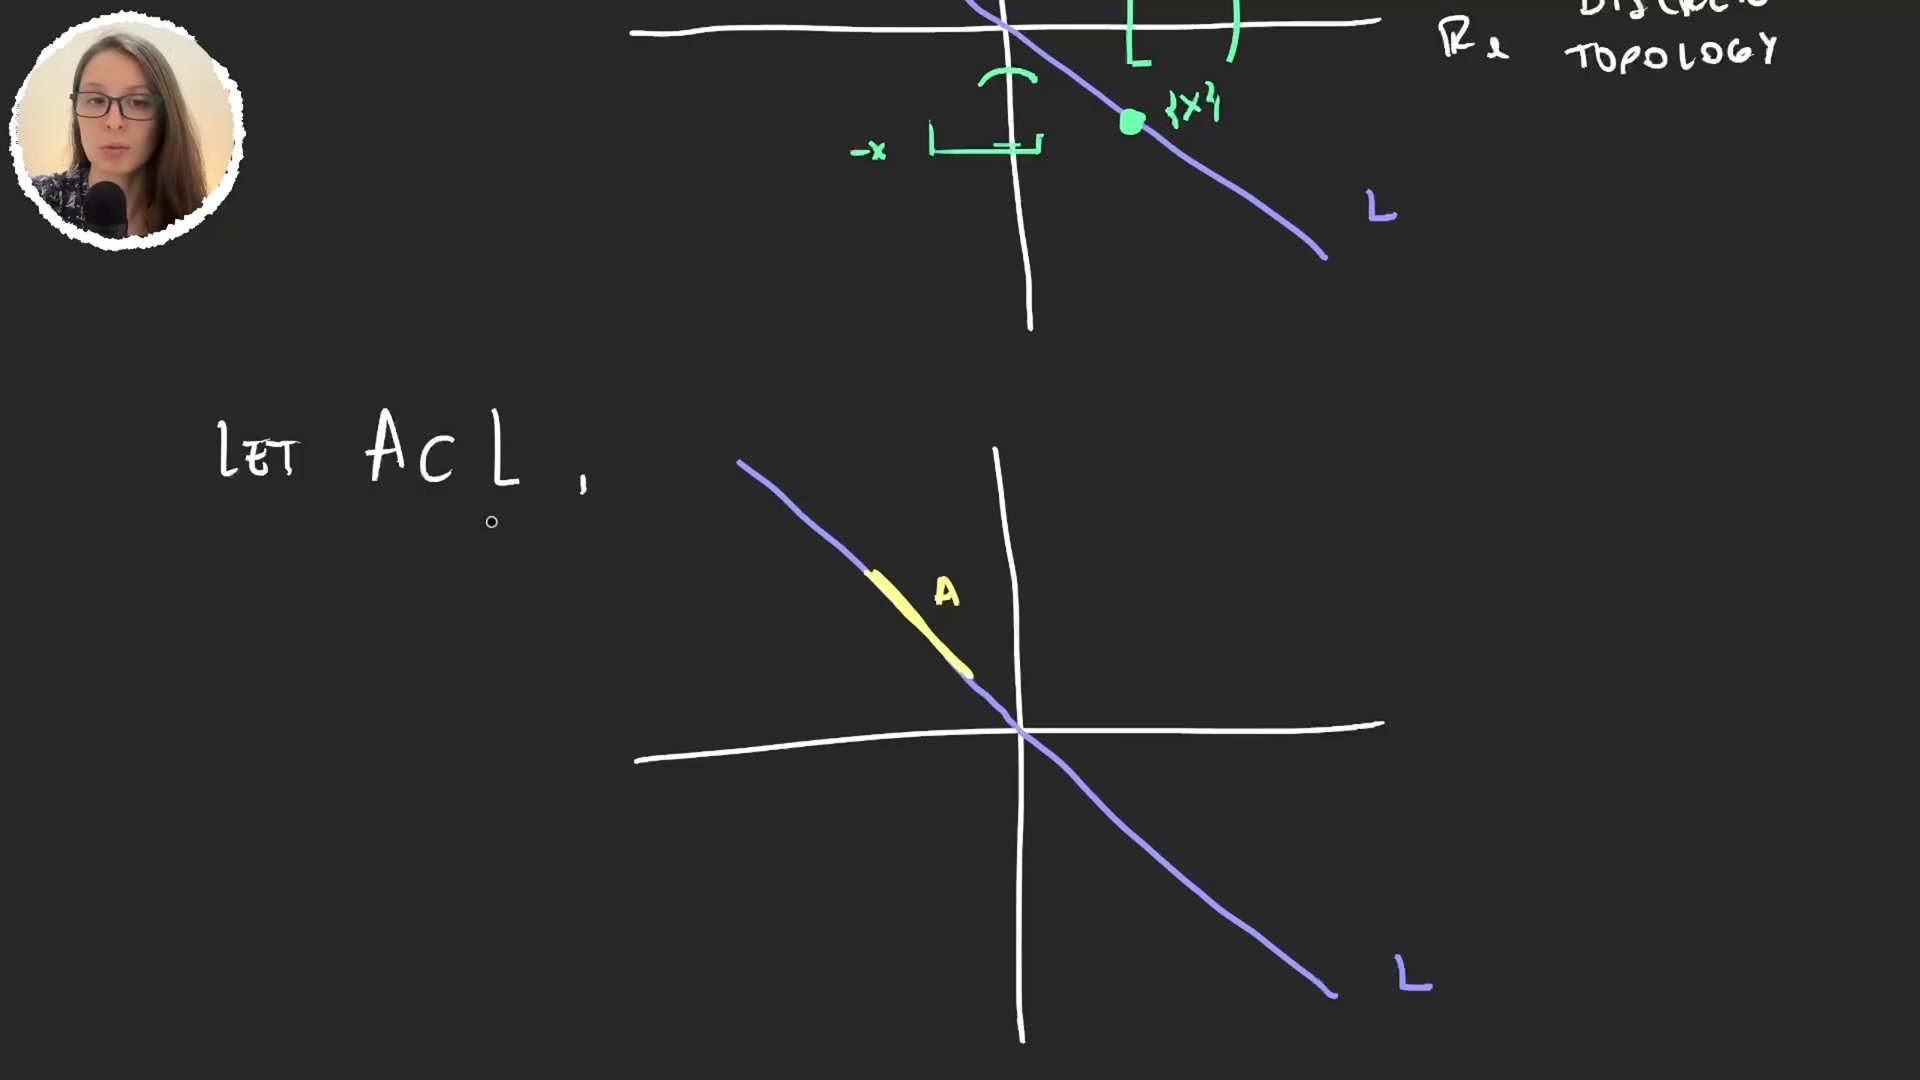 ℝₗ
TOPOLOGY
{x}
-x
L
LET A ⊂ L ,
A
L